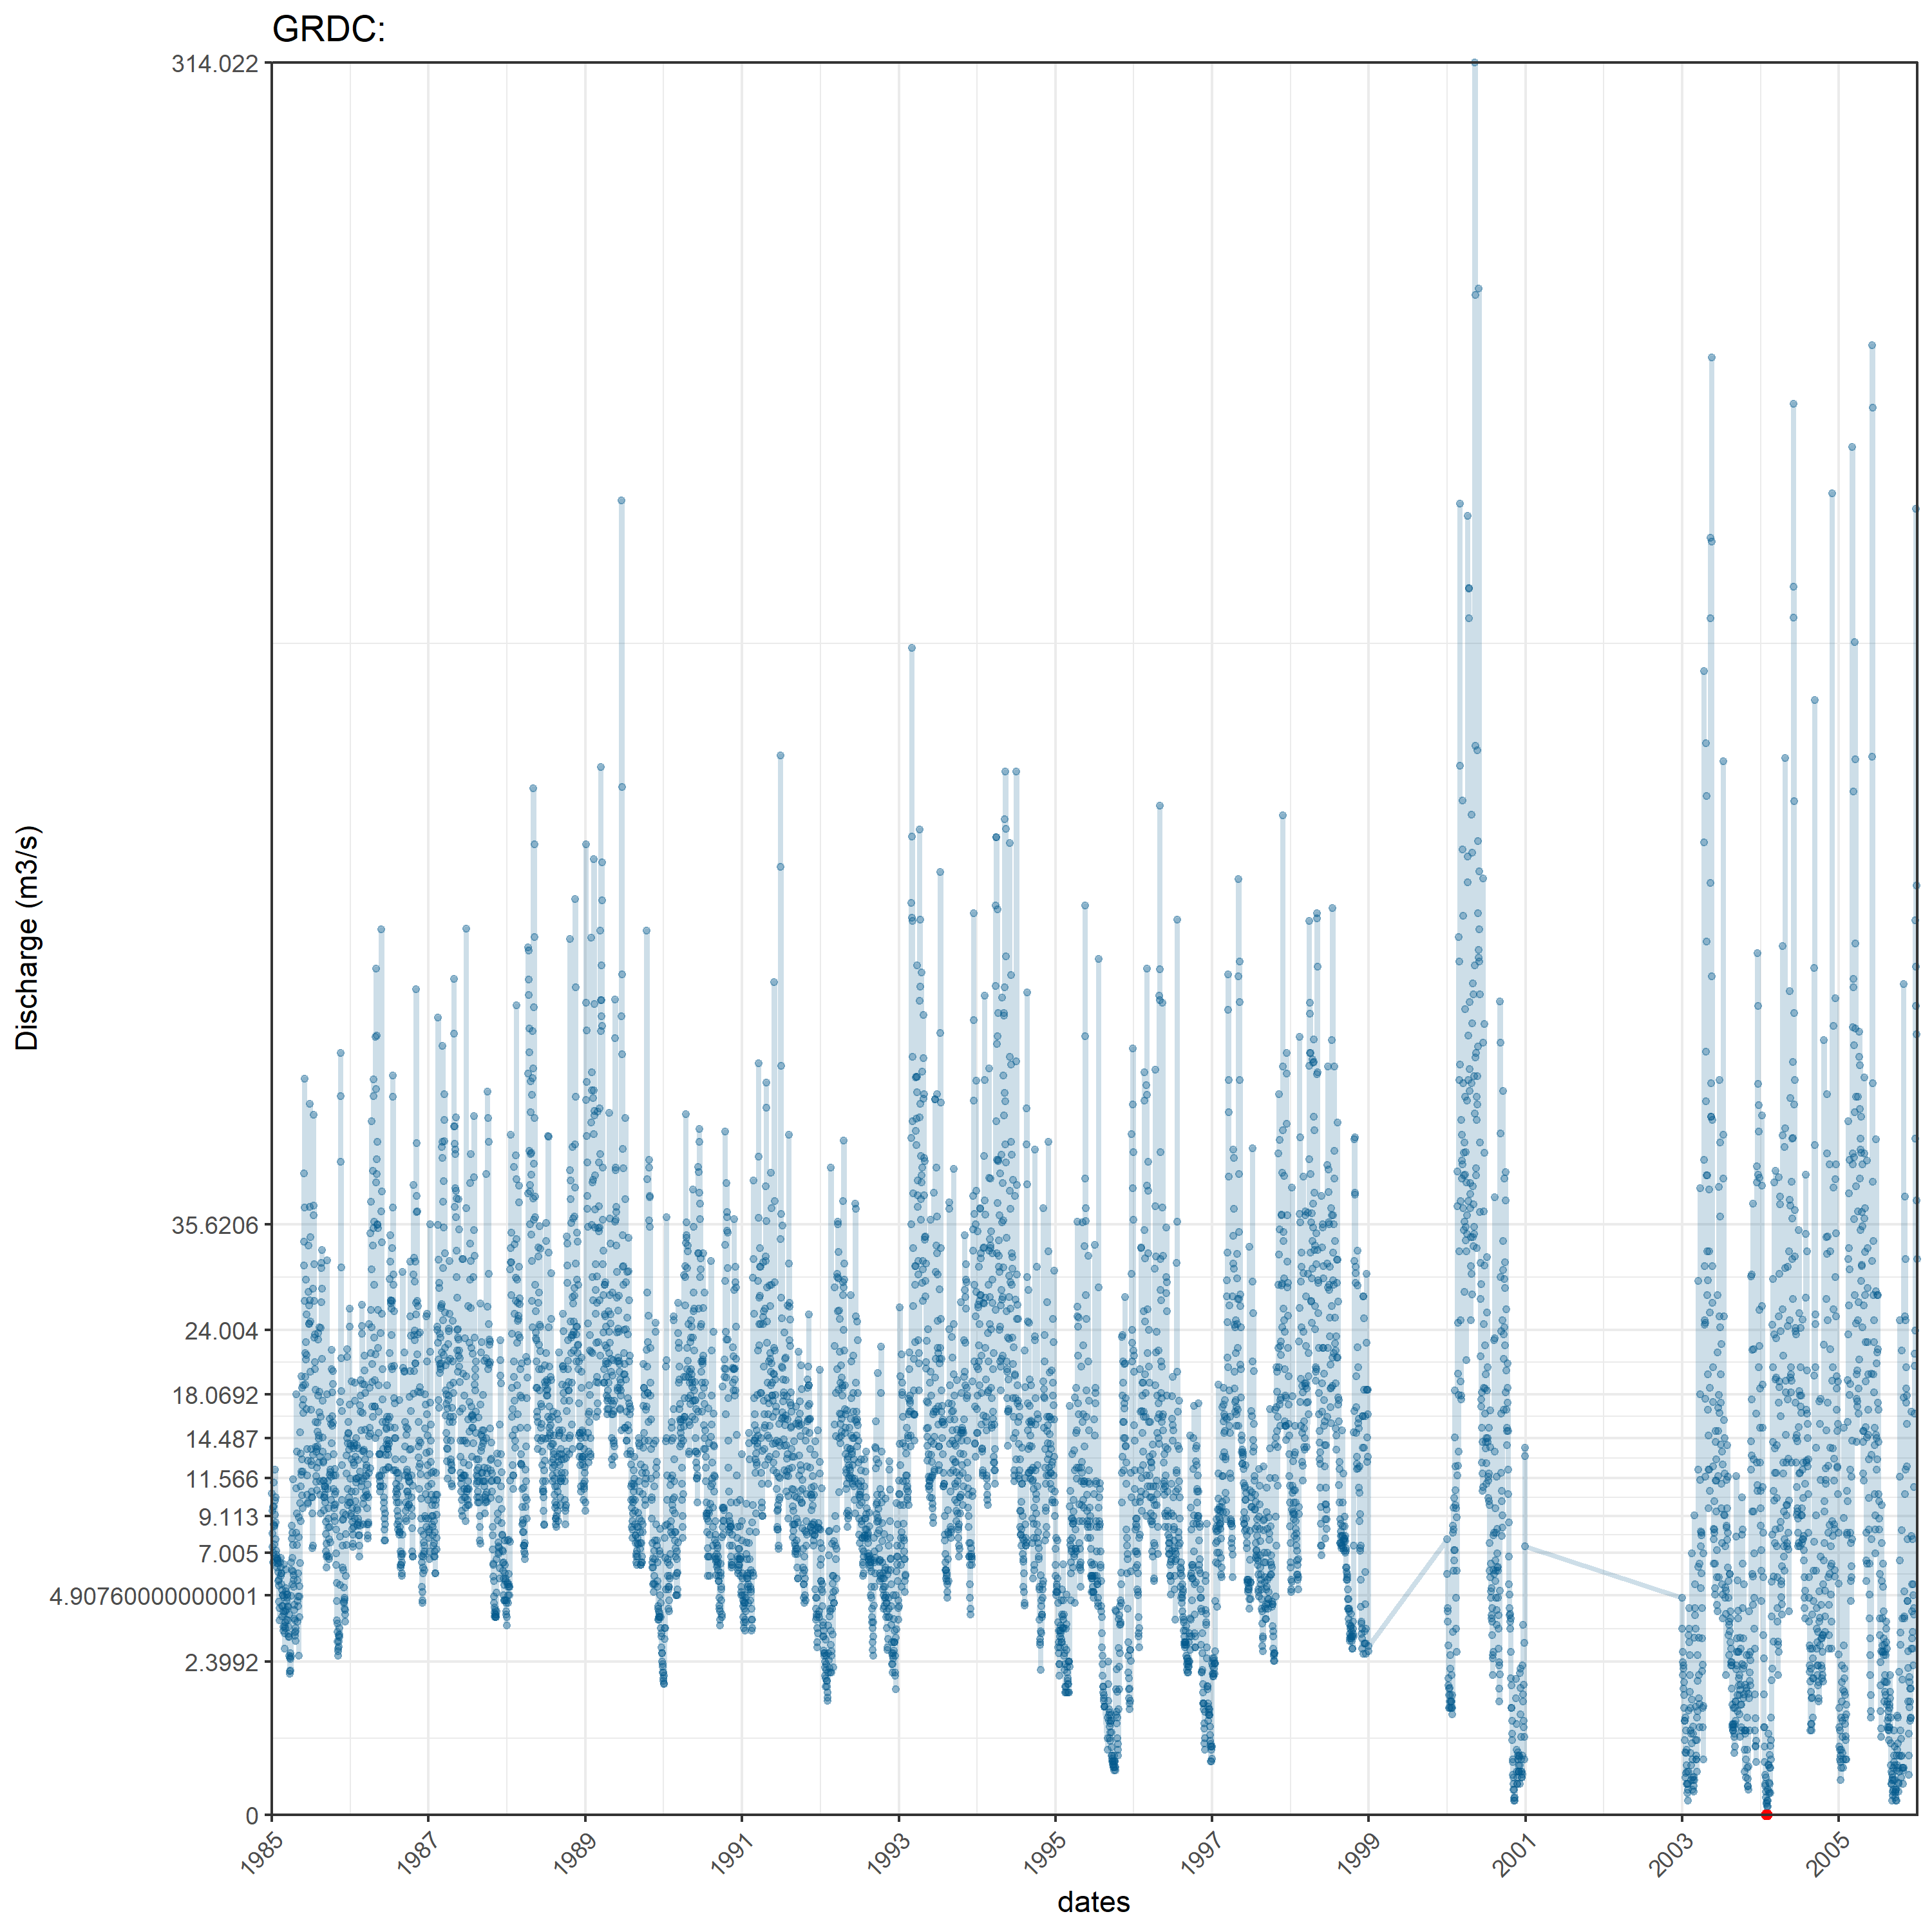 GRDC:
314.022
35.6206
24.004
18.0692
14.487
11.566
9.113
7.005
4.90760000000001
2.3992
0
Discharge (m3/s)
1985 1987 1989 1991 1993 1995 1997 1999 2001 2003 2005
dates